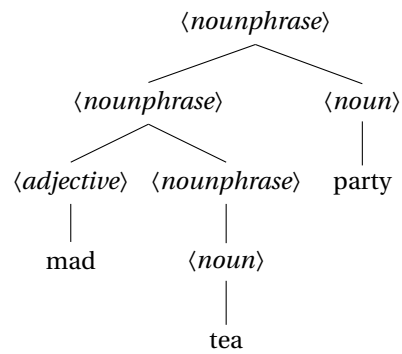 ⟨nounphrase⟩
⟨nounphrase⟩ ⟨noun⟩
⟨adjective⟩ ⟨nounphrase⟩ party
mad ⟨noun⟩
tea